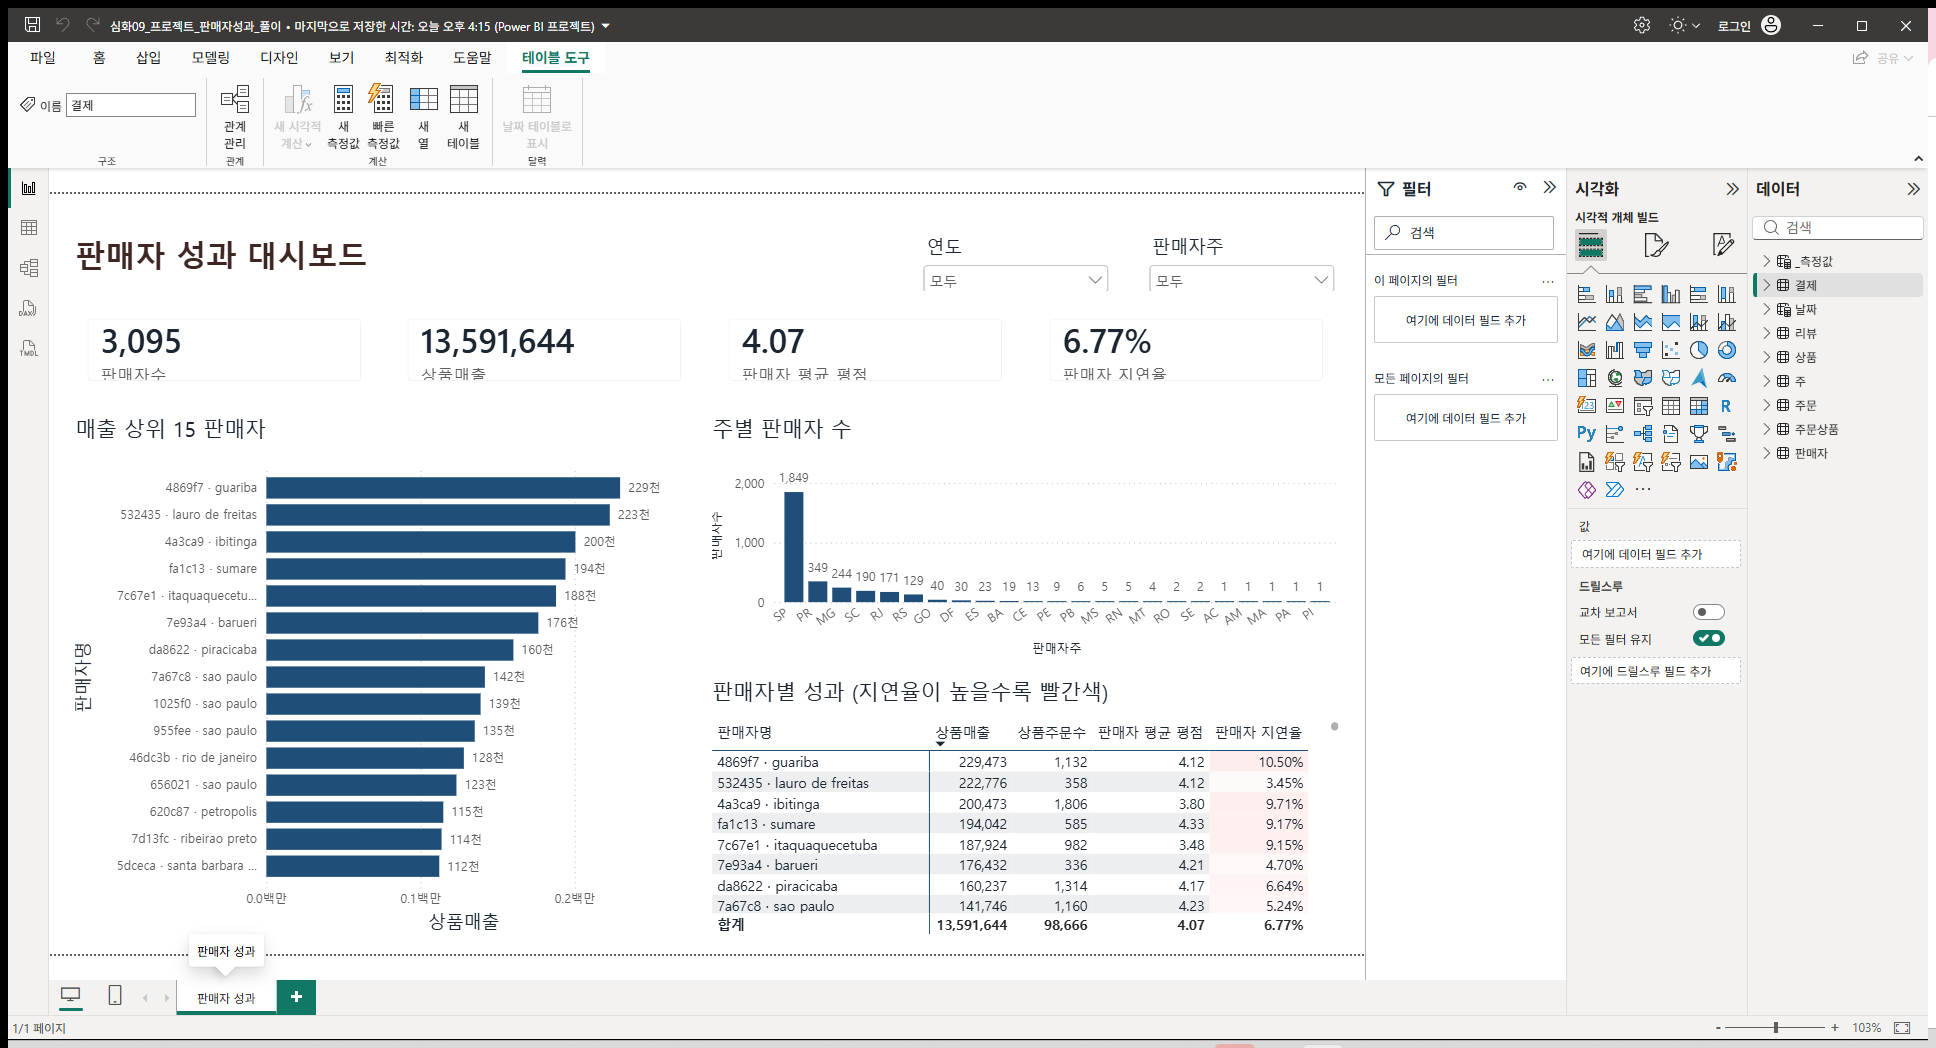 심화09_프로젝트_판매자성과_풀이 • 마지막으로 저장한 시간: 오늘 오후 4:15 (Power BI 프로젝트)
로그인
파일 홈 삽입 모델링 디자인 보기 최적화 도움말 테이블 도구
공유
이름 결제
관계 관리
새 시각적 계산
새 측정값
빠른 측정값
새 열
새 테이블
날짜 테이블로 표시
구조 관계 계산 달력
판매자 성과 대시보드
연도
모두
판매자주
모두
3,095
판매자수
13,591,644
상품매출
4.07
판매자 평균 평점
6.77%
판매자 지연율
매출 상위 15 판매자
판매자명
4869f7 · guariba 229천
532435 · lauro de freitas 223천
4a3ca9 · ibitinga 200천
fa1c13 · sumare 194천
7c67e1 · itaquaquecetu... 188천
7e93a4 · barueri 176천
da8622 · piracicaba 160천
7a67c8 · sao paulo 142천
1025f0 · sao paulo 139천
955fee · sao paulo 135천
46dc3b · rio de janeiro 128천
656021 · sao paulo 123천
620c87 · petropolis 115천
7d13fc · ribeirao preto 114천
5dceca · santa barbara ... 112천
0.0백만 0.1백만 0.2백만
상품매출
주별 판매자 수
판매자수
2,000
1,000
0
1,849 349 244 190 171 129 40 30 23 19 13 9 6 5 5 4 2 2 1 1 1 1 1
SP PR MG SC RJ RS GO DF ES BA CE PE PB MS RN MT RO SE AC AM MA PA PI
판매자주
판매자별 성과 (지연율이 높을수록 빨간색)
판매자명 상품매출 상품주문수 판매자 평균 평점 판매자 지연율
4869f7 · guariba 229,473 1,132 4.12 10.50%
532435 · lauro de freitas 222,776 358 4.12 3.45%
4a3ca9 · ibitinga 200,473 1,806 3.80 9.71%
fa1c13 · sumare 194,042 585 4.33 9.17%
7c67e1 · itaquaquecetuba 187,924 982 3.48 9.15%
7e93a4 · barueri 176,432 336 4.21 4.70%
da8622 · piracicaba 160,237 1,314 4.17 6.64%
7a67c8 · sao paulo 141,746 1,160 4.23 5.24%
합계 13,591,644 98,666 4.07 6.77%
판매자 성과
판매자 성과
1/1 페이지
103%
필터
검색
이 페이지의 필터
여기에 데이터 필드 추가
모든 페이지의 필터
여기에 데이터 필드 추가
시각화
시각적 개체 빌드
123
R
Py
값
여기에 데이터 필드 추가
드릴스루
교차 보고서
모든 필터 유지
여기에 드릴스루 필드 추가
데이터
검색
_측정값
결제
날짜
리뷰
상품
주
주문
주문상품
판매자
DAX
TMDL